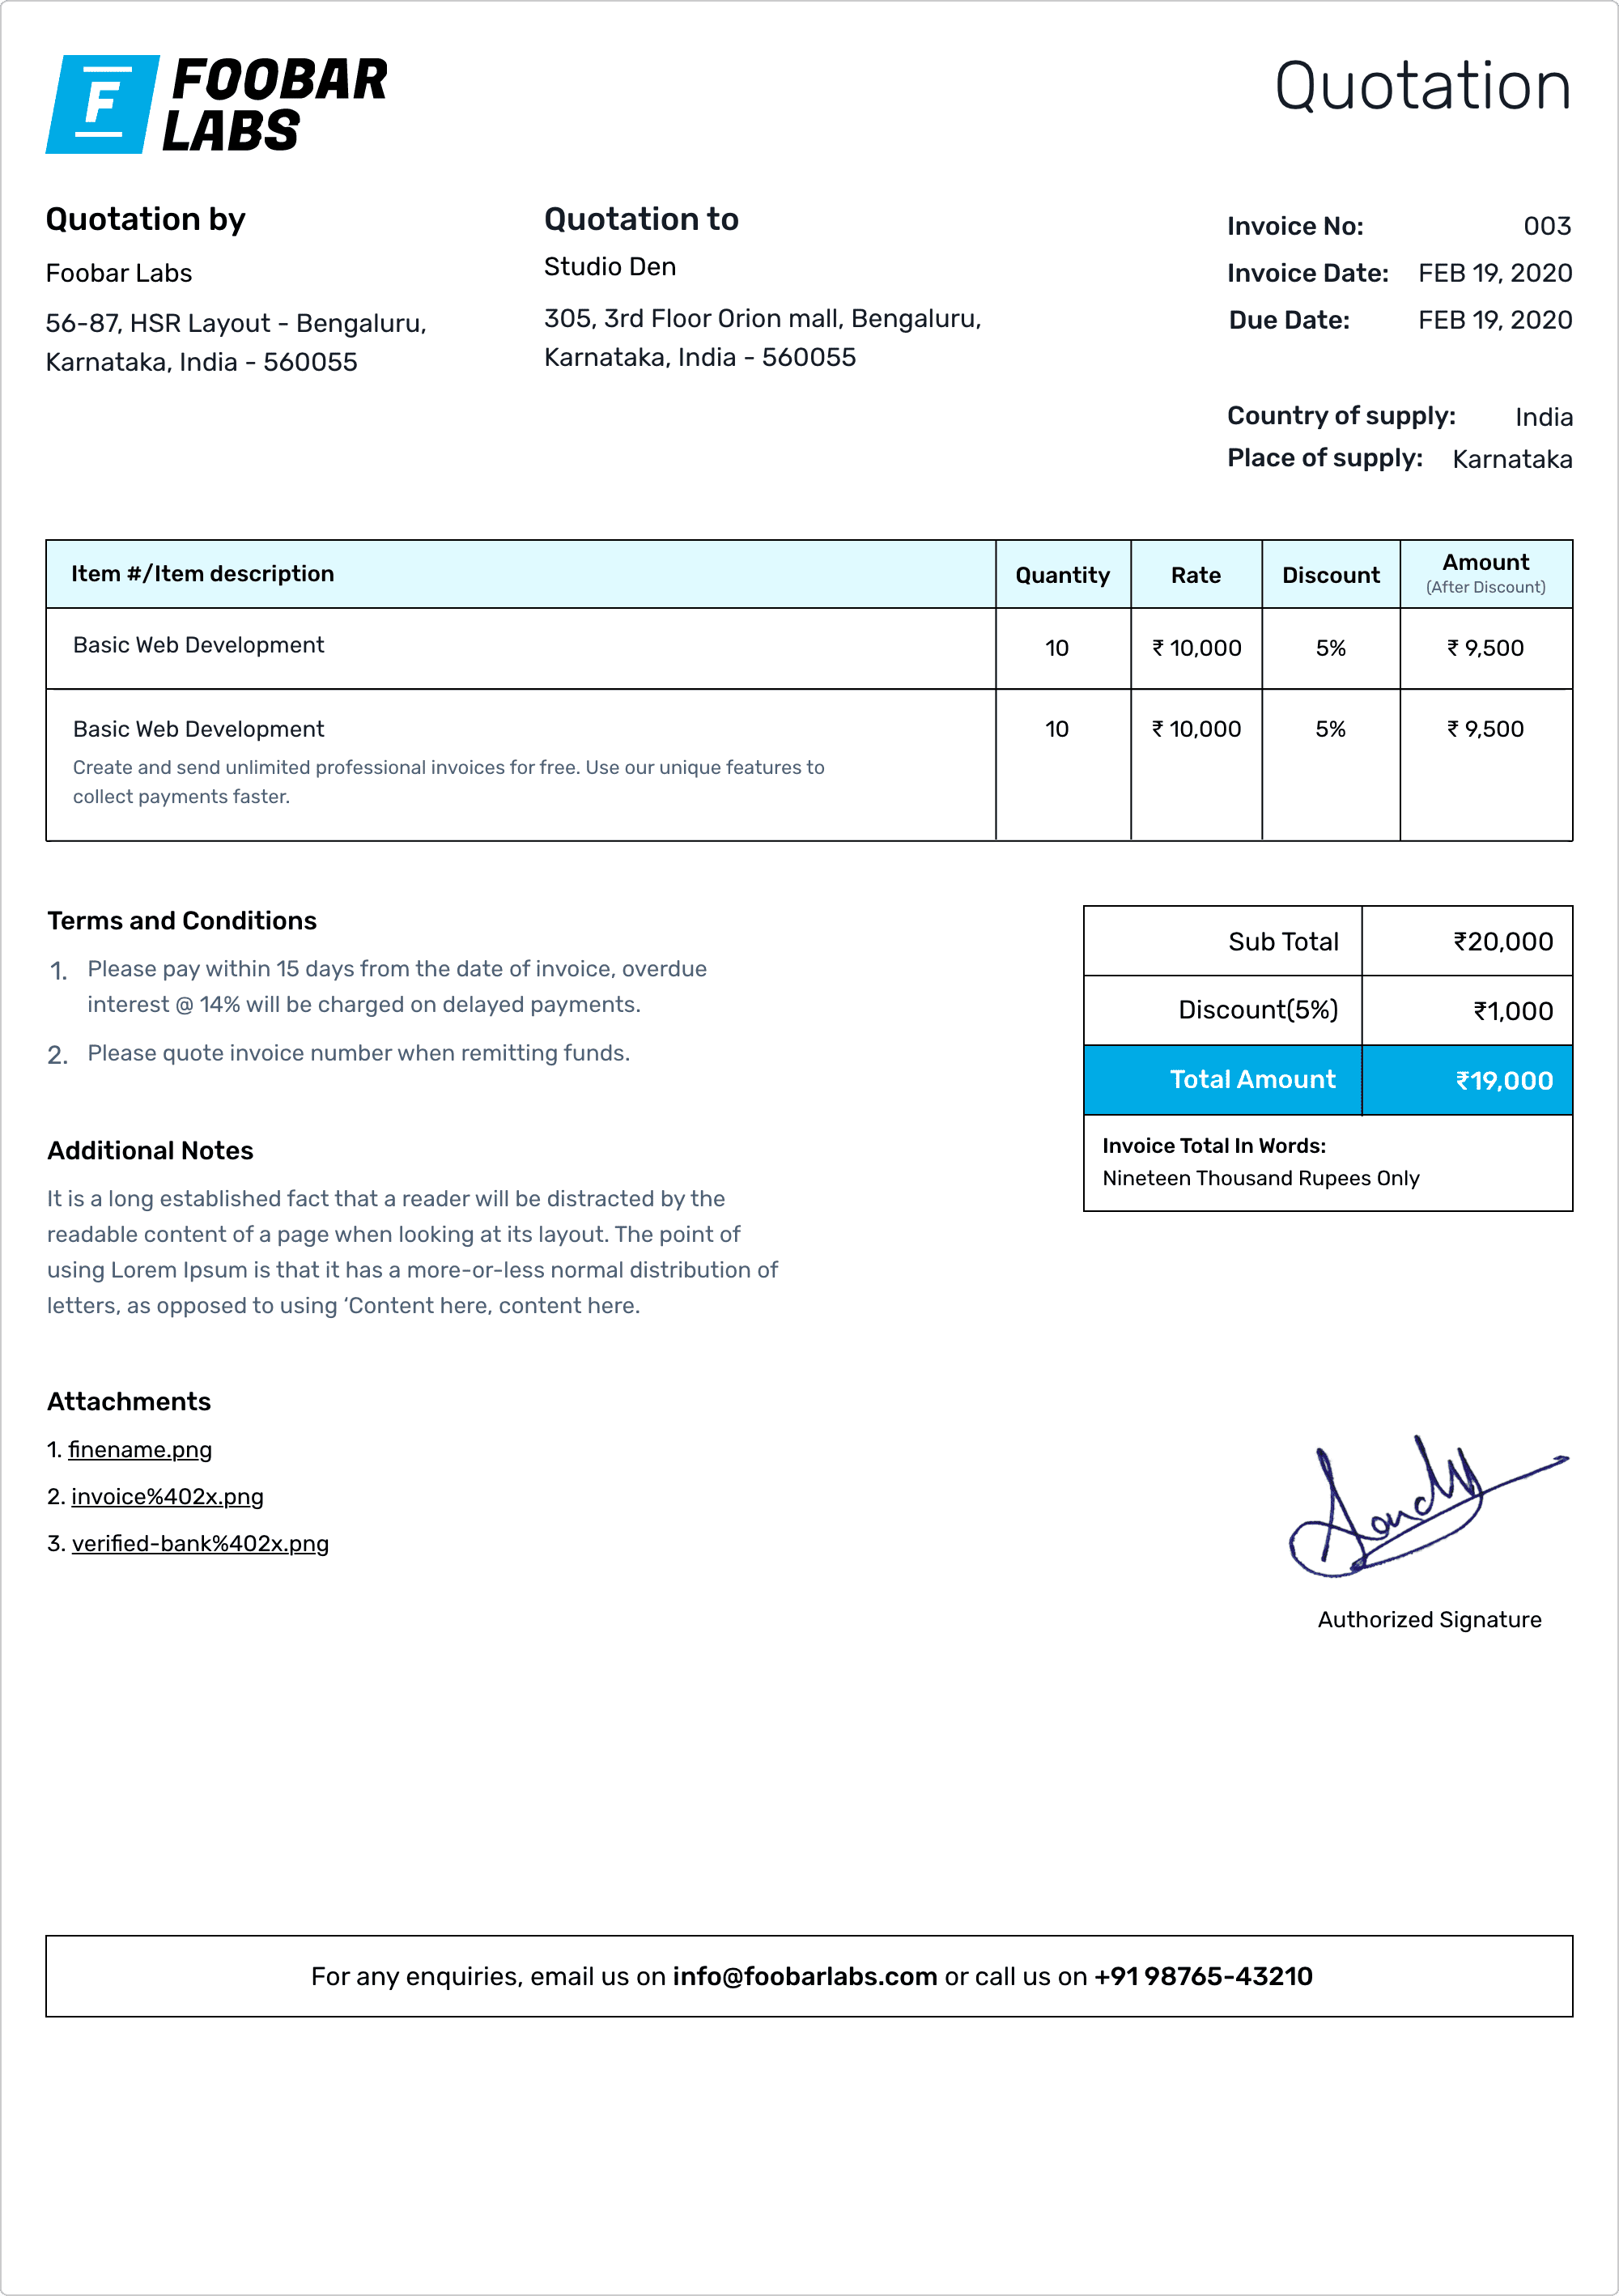 F FOOBAR
LABS
Quotation
Quotation by
Foobar Labs
56-87, HSR Layout - Bengaluru,
Karnataka, India - 560055
Quotation to
Studio Den
305, 3rd Floor Orion mall, Bengaluru,
Karnataka, India - 560055
Invoice No: 003
Invoice Date: FEB 19, 2020
Due Date: FEB 19, 2020
Country of supply: India
Place of supply: Karnataka
Item #/Item description Quantity Rate Discount Amount
(After Discount)
Basic Web Development 10 ₹ 10,000 5% ₹ 9,500
Basic Web Development 10 ₹ 10,000 5% ₹ 9,500
Create and send unlimited professional invoices for free. Use our unique features to
collect payments faster.
Terms and Conditions
1. Please pay within 15 days from the date of invoice, overdue
interest @ 14% will be charged on delayed payments.
2. Please quote invoice number when remitting funds.
Sub Total ₹20,000
Discount(5%) ₹1,000
Total Amount ₹19,000
Invoice Total In Words:
Nineteen Thousand Rupees Only
Additional Notes
It is a long established fact that a reader will be distracted by the
readable content of a page when looking at its layout. The point of
using Lorem Ipsum is that it has a more-or-less normal distribution of
letters, as opposed to using ‘Content here, content here.
Attachments
1. finename.png
2. invoice%402x.png
3. verified-bank%402x.png
Authorized Signature
For any enquiries, email us on info@foobarlabs.com or call us on +91 98765-43210